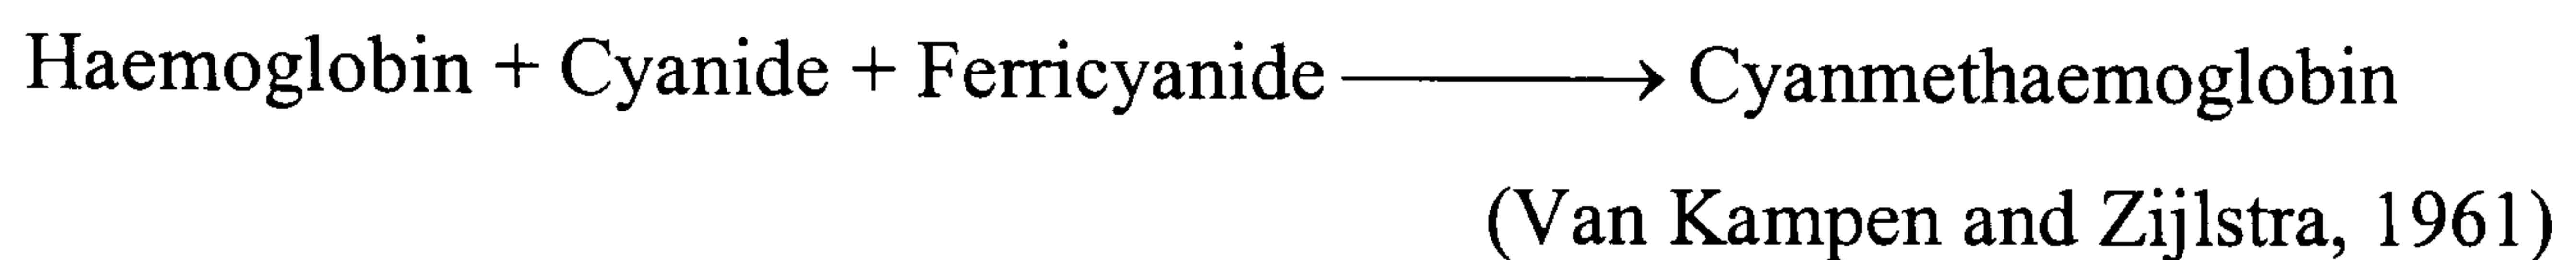 Haemoglobin + Cyanide + Ferricyanide ⟶ Cyanmethaemoglobin
(Van Kampen and Zijlstra, 1961)